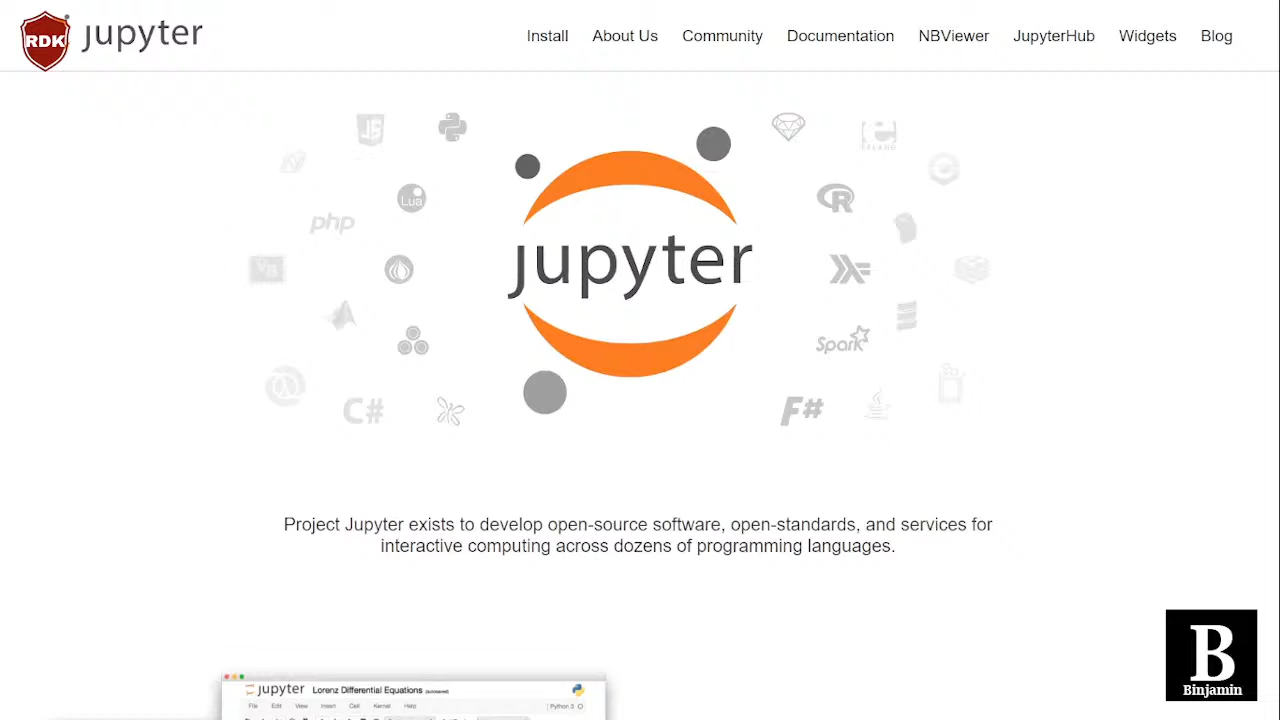 RDK jupyter Install About Us Community Documentation NBViewer JupyterHub Widgets Blog
JS
Lua
R
php
jupyter
VB
Spark
C#
F#
Project Jupyter exists to develop open-source software, open-standards, and services for
interactive computing across dozens of programming languages.
B
Binjamin
jupyter Lorenz Differential Equations (autosaved)
File Edit View Insert Cell Kernel Help Python 3